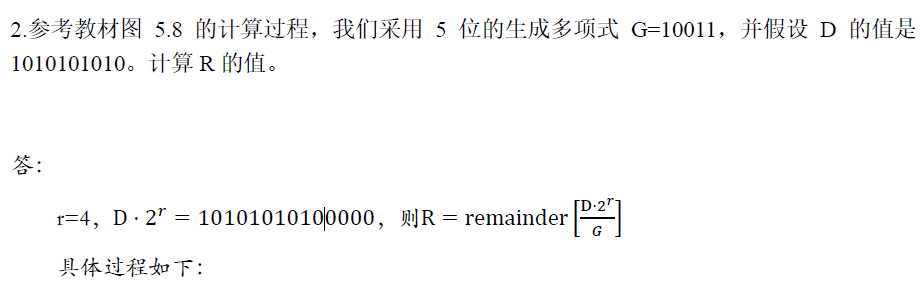 2.参考教材图 5.8 的计算过程，我们采用 5 位的生成多项式 G=10011，并假设 D 的值是
1010101010。计算 R 的值。
答：
r=4，D·2^r = 10101010100000，则R = remainder[D·2^r/G]
具体过程如下：